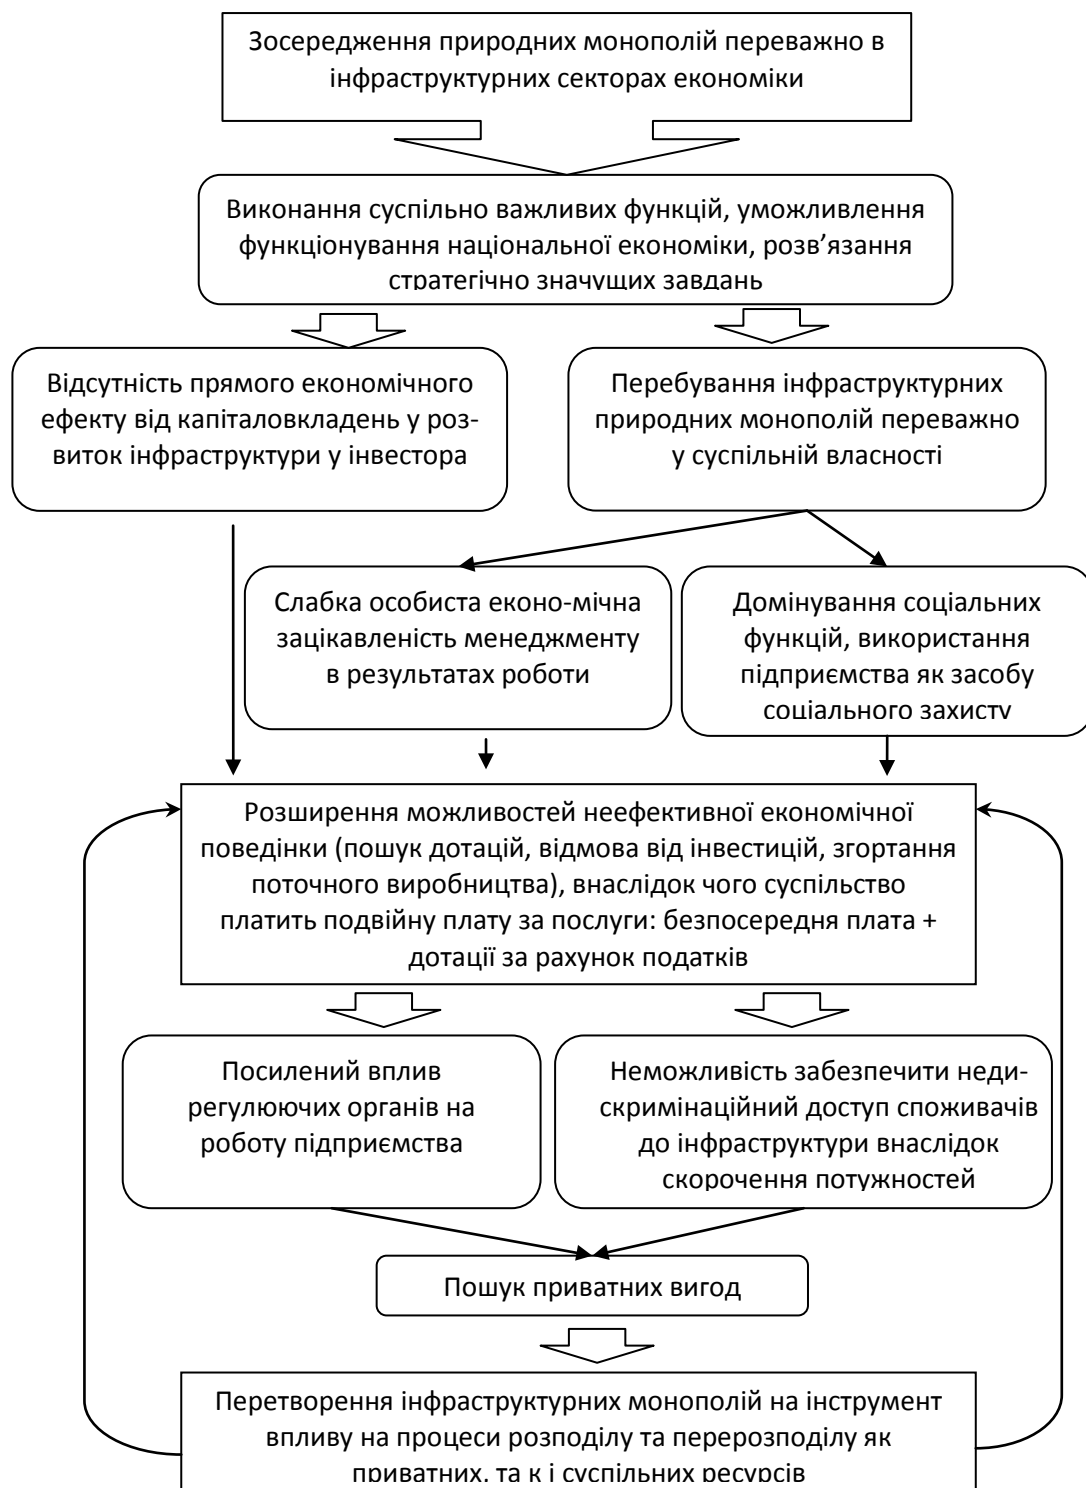 Зосередження природних монополій переважно в
інфраструктурних секторах економіки
Виконання суспільно важливих функцій, уможливлення
функціонування національної економіки, розв’язання
стратегічно значущих завдань
Відсутність прямого економічного
ефекту від капіталовкладень у роз-
виток інфраструктури у інвестора
Перебування інфраструктурних
природних монополій переважно
у суспільній власності
Слабка особиста еконо-мічна
зацікавленість менеджменту
в результатах роботи
Домінування соціальних
функцій, використання
підприємства як засобу
соціального захисту
Розширення можливостей неефективної економічної
поведінки (пошук дотацій, відмова від інвестицій, згортання
поточного виробництва), внаслідок чого суспільство
платить подвійну плату за послуги: безпосередня плата +
дотації за рахунок податків
Посилений вплив
регулюючих органів на
роботу підприємства
Неможливість забезпечити неди-
скримінаційний доступ споживачів
до інфраструктури внаслідок
скорочення потужностей
Пошук приватних вигод
Перетворення інфраструктурних монополій на інструмент
впливу на процеси розподілу та перерозподілу як
приватних, та к і суспільних ресурсів